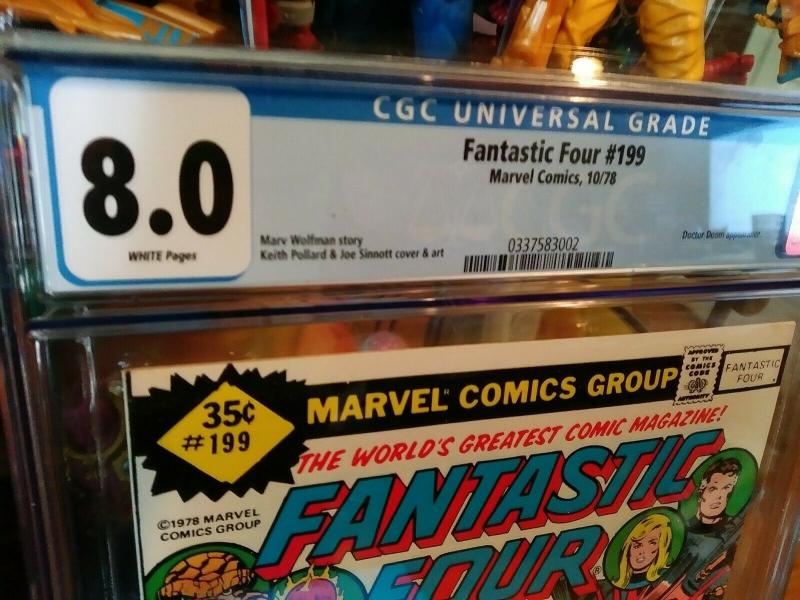 CGC UNIVERSAL GRADE
8.0
WHITE Pages
Fantastic Four #199
Marvel Comics, 10/78
Marv Wolfman story
Keith Pollard & Joe Sinnott cover & art
0337583002
Doctor Doom appearance.
CGC
35¢
#199
MARVEL COMICS GROUP
APPROVED
BY THE
COMICS
CODE
AUTHORITY
FANTASTIC
FOUR
THE WORLD'S GREATEST COMIC MAGAZINE!
©1978 MARVEL
COMICS GROUP
FANTASTIC
FOUR